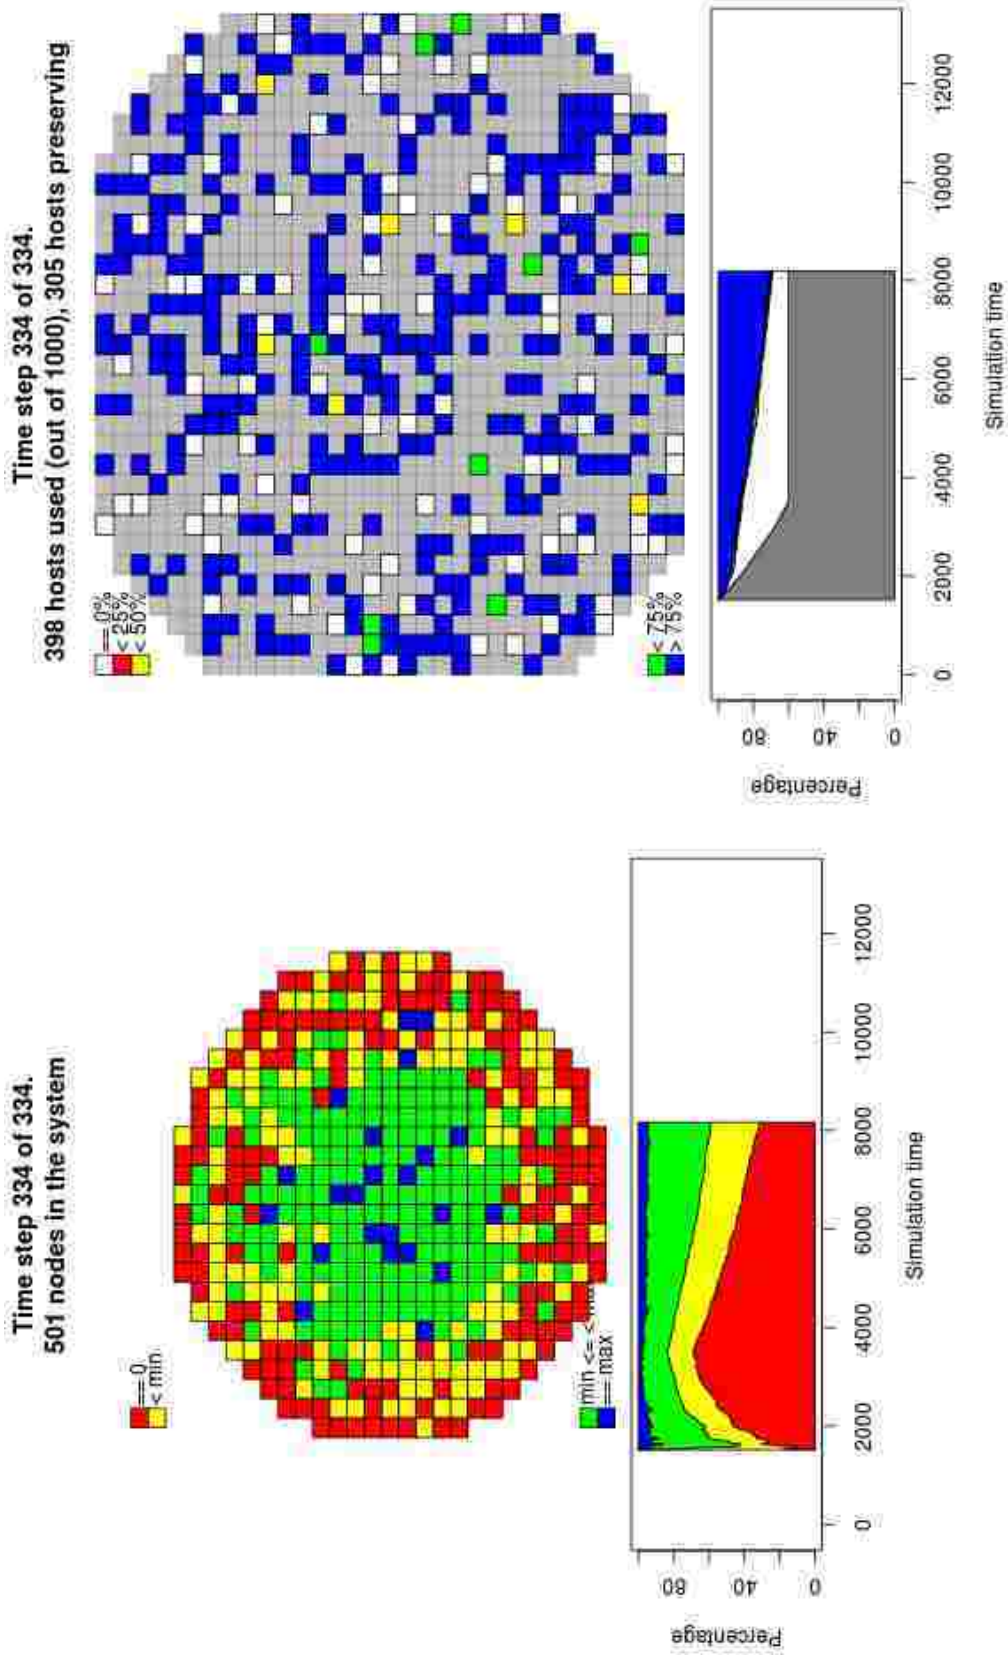 Time step 334 of 334.
501 nodes in the system
== 0
< min
min <= <
== max
80
40
0
Percentage
0
2000
4000
6000
8000
10000
12000
Simulation time
Time step 334 of 334.
398 hosts used (out of 1000), 305 hosts preserving
== 0%
< 25%
< 50%
< 75%
> 75%
80
40
0
Percentage
0
2000
4000
6000
8000
10000
12000
Simulation time